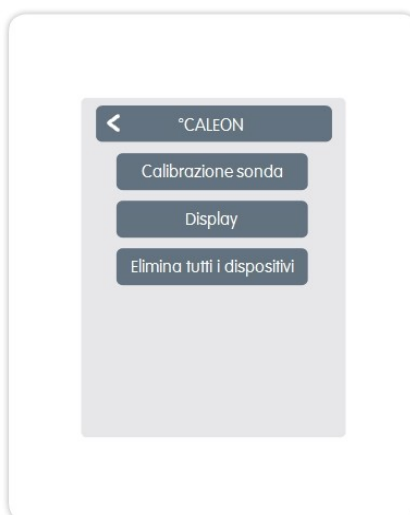 °CALEON
Calibrazione sonda
Display
Elimina tutti i dispositivi